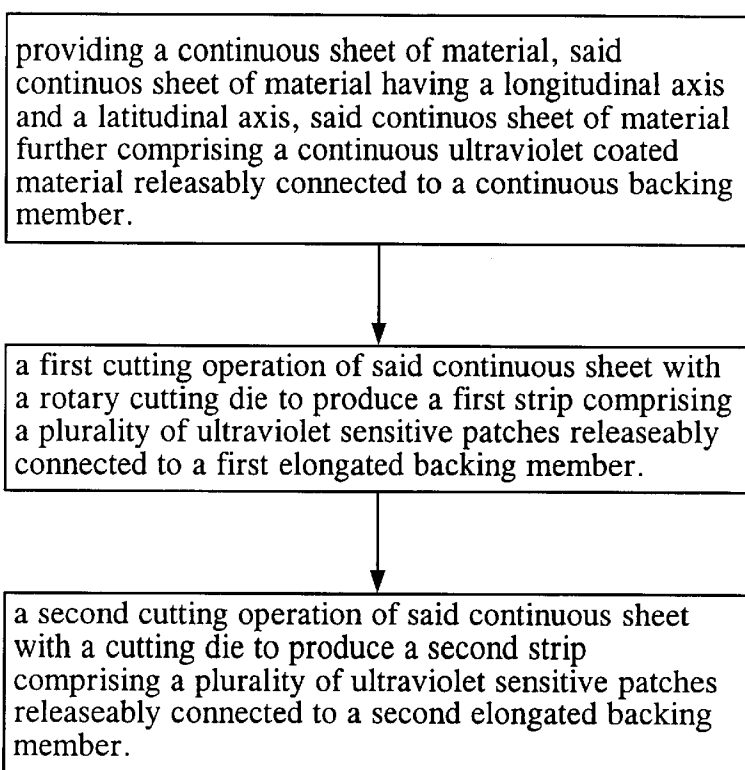 providing a continuous sheet of material, said
continuos sheet of material having a longitudinal axis
and a latitudinal axis, said continuos sheet of material
further comprising a continuous ultraviolet coated
material releasably connected to a continuous backing
member.
a first cutting operation of said continuous sheet with
a rotary cutting die to produce a first strip comprising
a plurality of ultraviolet sensitive patches releaseably
connected to a first elongated backing member.
a second cutting operation of said continuous sheet
with a cutting die to produce a second strip
comprising a plurality of ultraviolet sensitive patches
releaseably connected to a second elongated backing
member.